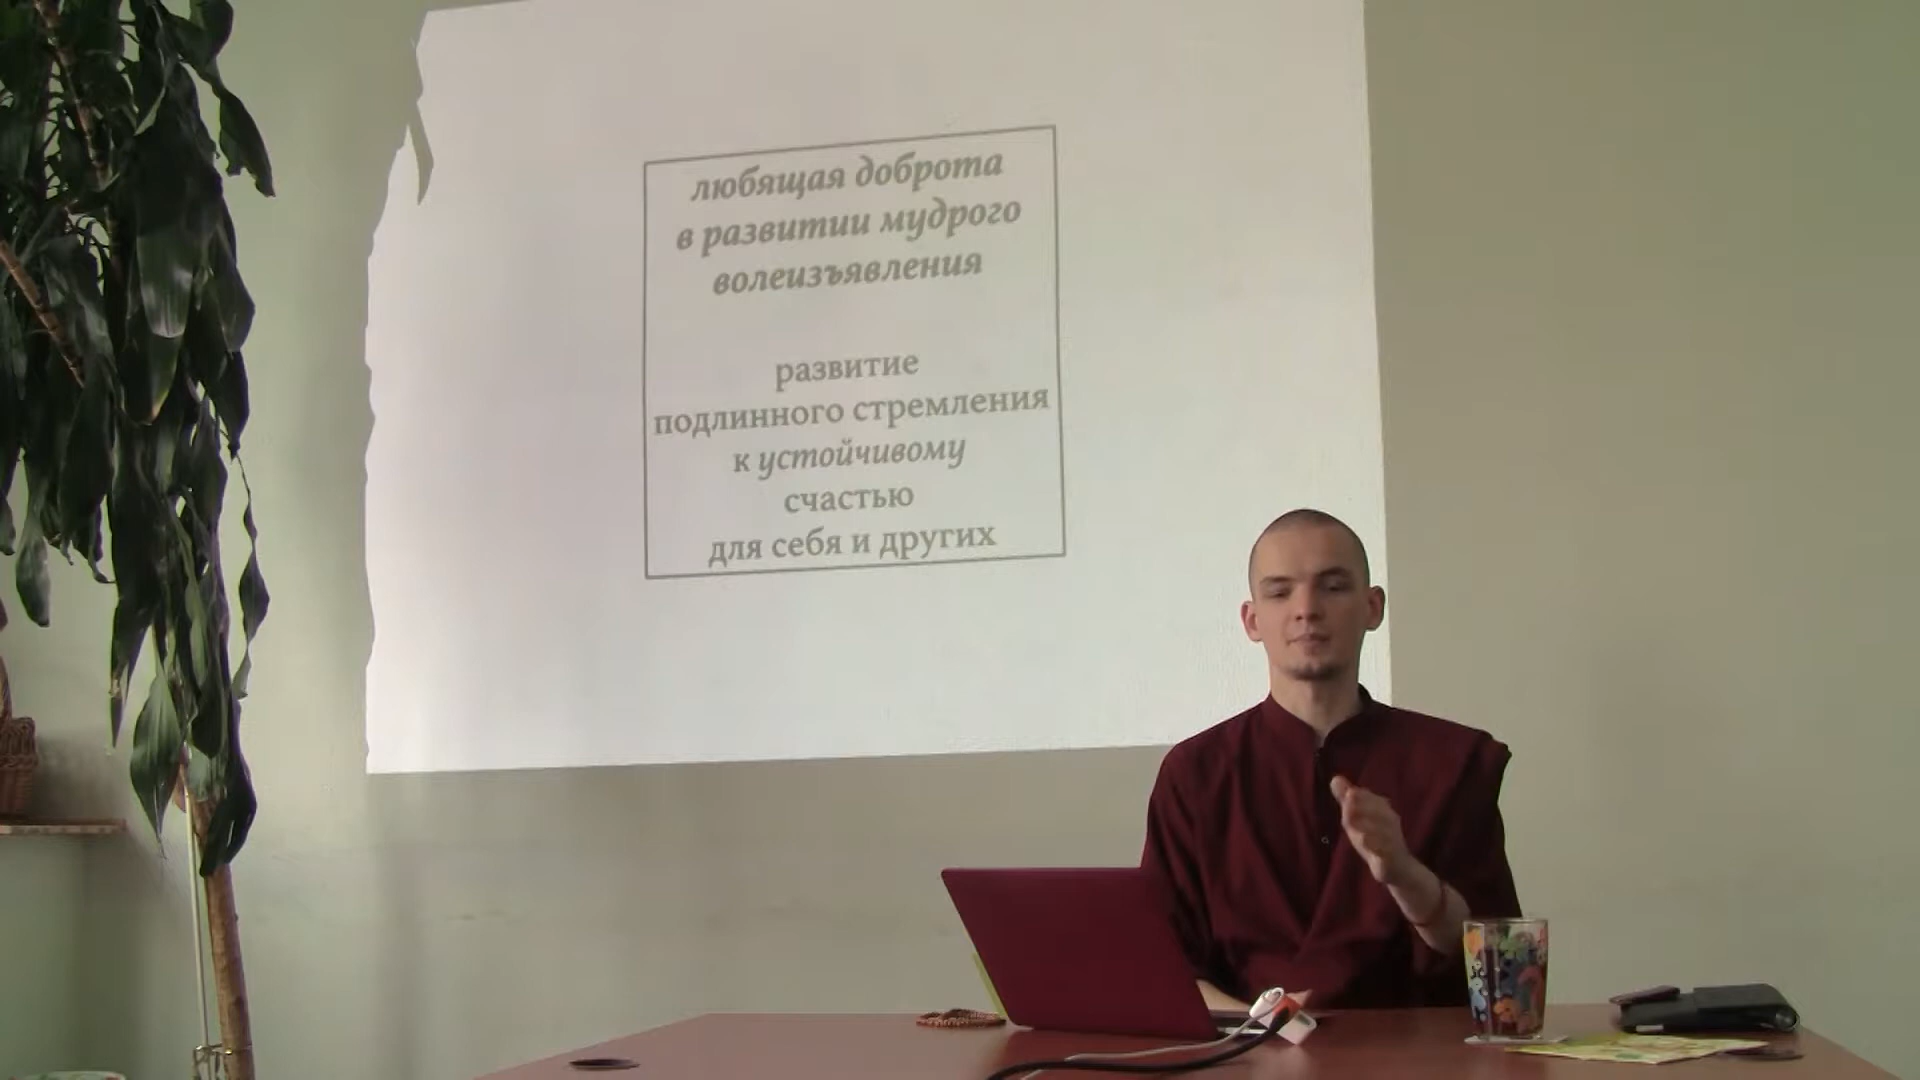 любящая доброта
в развитии мудрого
волеизъявления
развитие
подлинного стремления
к устойчивому
счастью
для себя и других